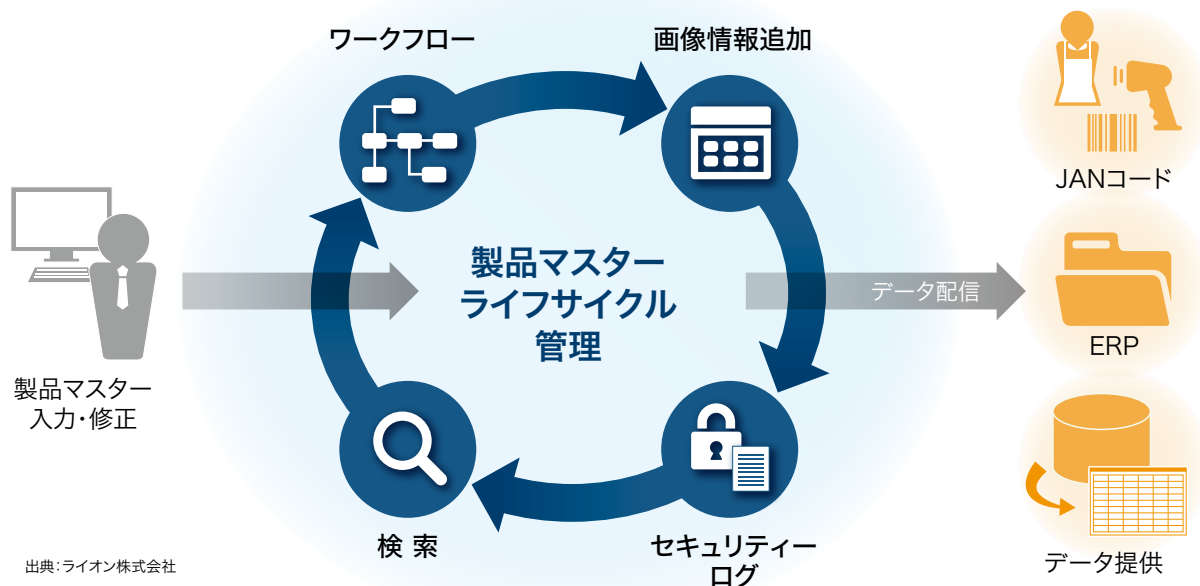 ワークフロー
画像情報追加
JANコード
製品マスター
ライフサイクル
管理
データ配信
ERP
製品マスター
入力・修正
検 索
セキュリティー
ログ
データ提供
出典：ライオン株式会社